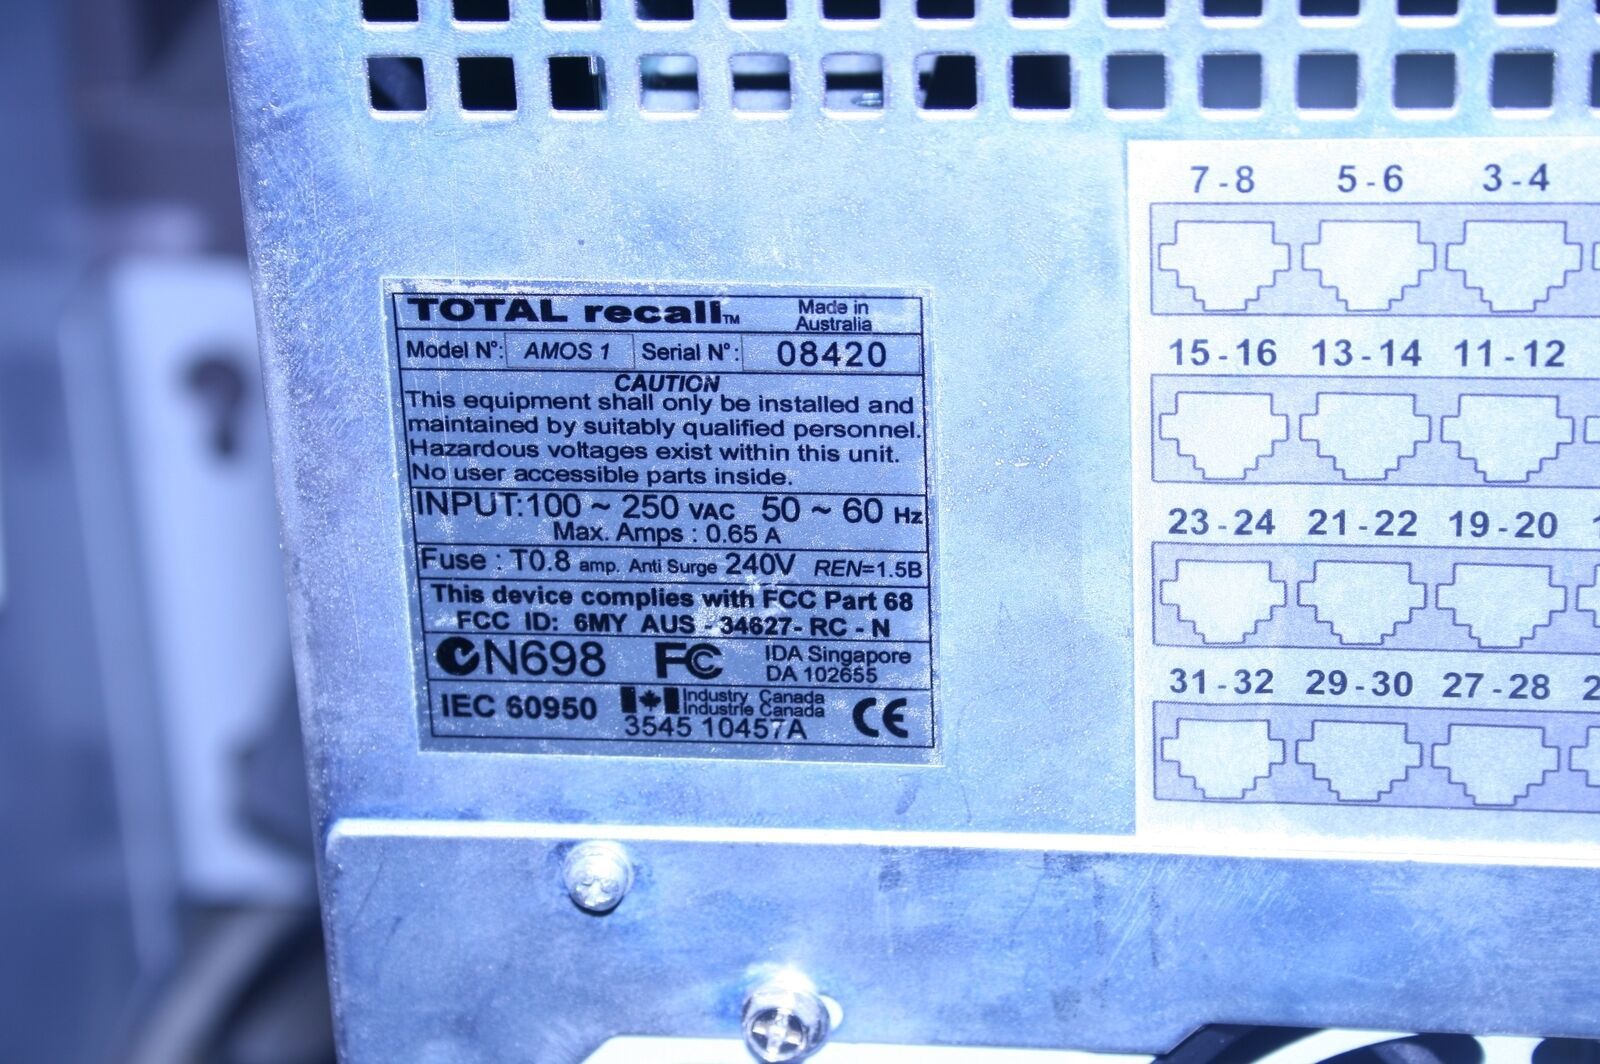 TOTAL recall™ Made in Australia
Model N°: AMOS 1 Serial N°: 08420
CAUTION
This equipment shall only be installed and
maintained by suitably qualified personnel.
Hazardous voltages exist within this unit.
No user accessible parts inside.
INPUT:100 ~ 250 VAC 50 ~ 60 Hz
Max. Amps : 0.65 A
Fuse : T0.8 amp. Anti Surge 240V REN=1.5B
This device complies with FCC Part 68
FCC ID: 6MY AUS - 34627- RC - N
N698 FC IDA Singapore
DA 102655
IEC 60950 Industry Canada
Industrie Canada
3545 10457A CE
7 - 8 5 - 6 3 - 4
15 - 16 13 - 14 11 - 12
23 - 24 21 - 22 19 - 20
31 - 32 29 - 30 27 - 28